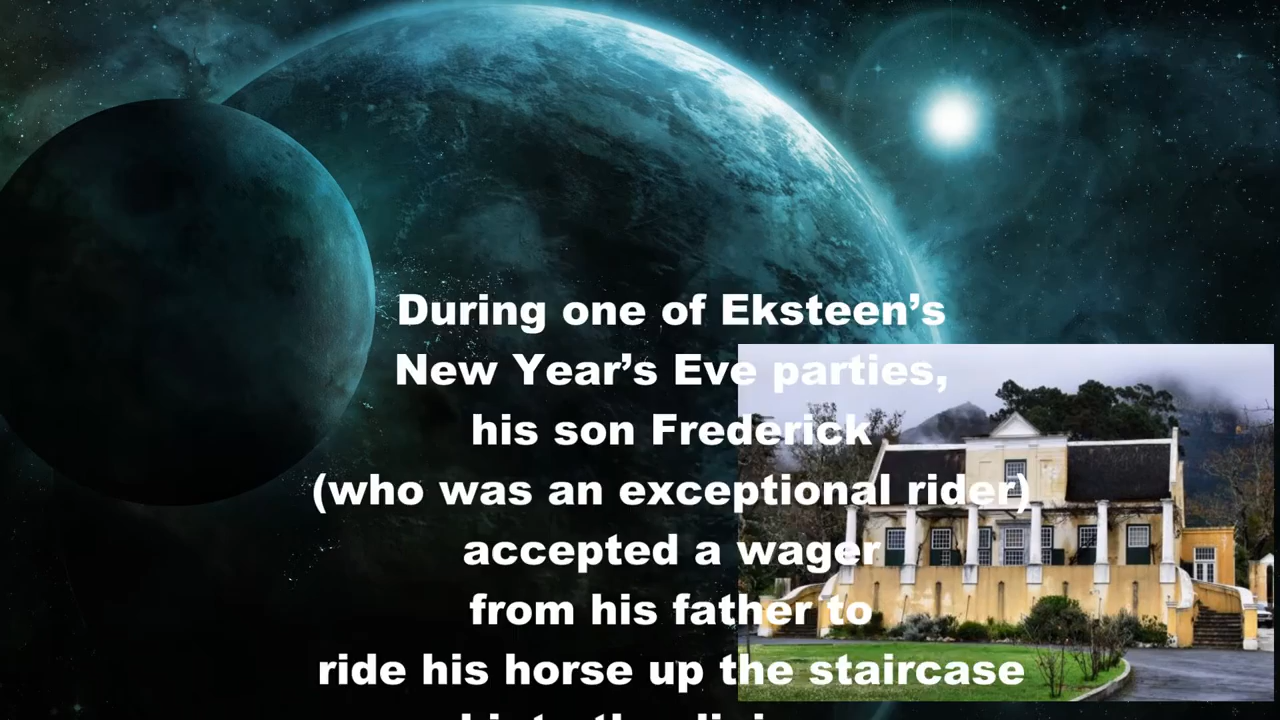 During one of Eksteen’s
New Year’s Eve parties,
his son Frederick
(who was an exceptional rider)
accepted a wager
from his father to
ride his horse up the staircase